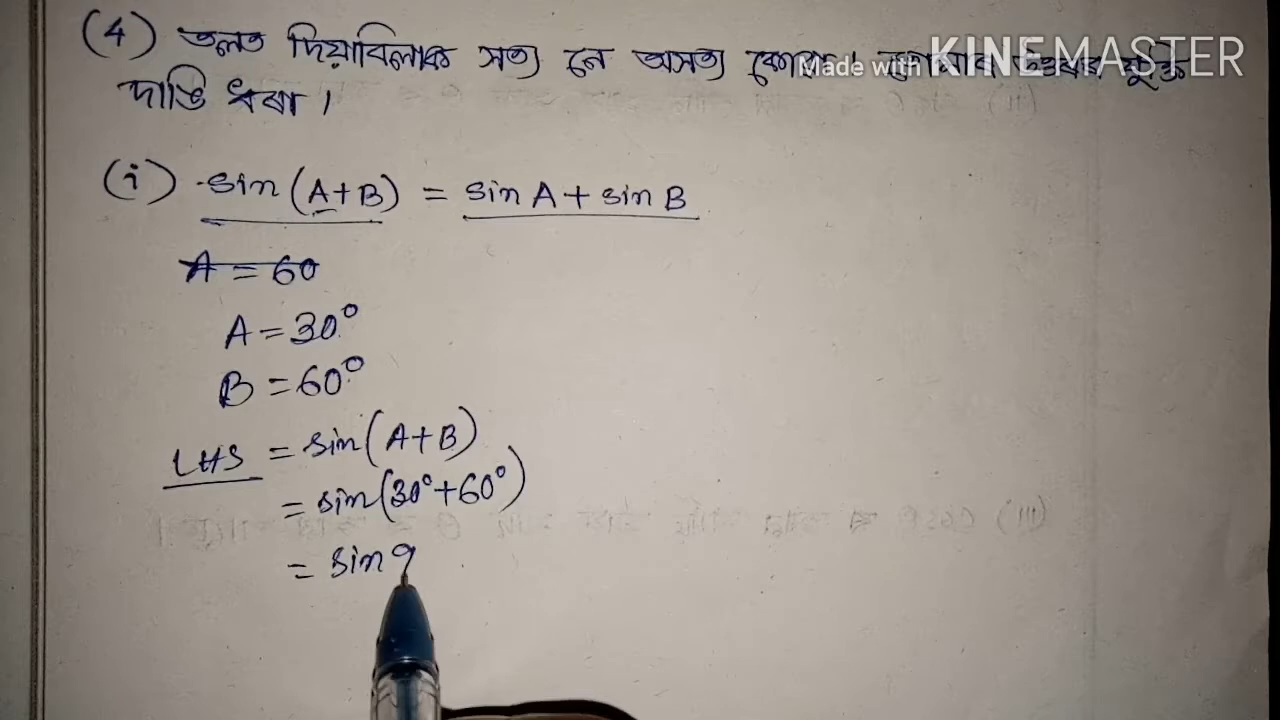 (4) তলত দিয়াবিলাক সত্য নে অসত্য
Made with KINEMASTER
দাঙি ধৰা ।
(i) sin (A+B) = sin A + sin B
A = 60
A = 30°
B = 60°
LHS = sin (A+B)
= sin (30°+60°)
= sin 9